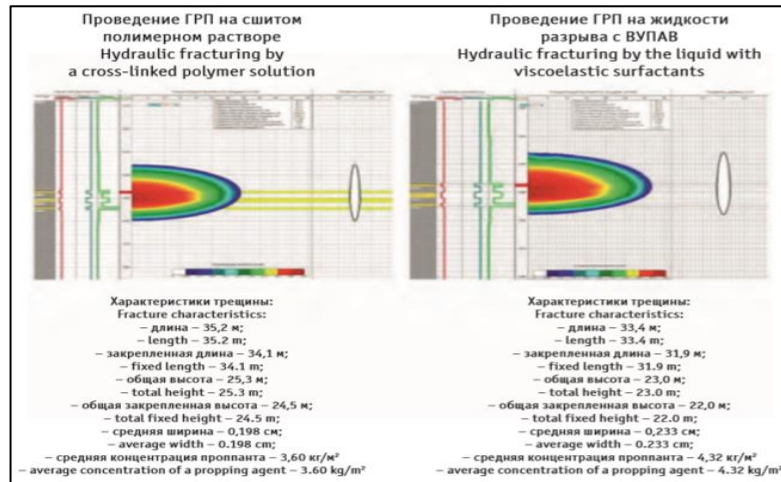 Проведение ГРП на сшитом
полимерном растворе
Hydraulic fracturing by
a cross-linked polymer solution
Характеристики трещины:
Fracture characteristics:
– длина – 35,2 м;
– length – 35.2 m;
– закрепленная длина – 34,1 м;
– fixed length – 34.1 m;
– общая высота – 25,3 м;
– total height – 25.3 m;
– общая закрепленная высота – 24,5 м;
– total fixed height – 24.5 m;
– средняя ширина – 0,198 см;
– average width – 0.198 cm;
– средняя концентрация проппанта – 3,60 кг/м²
– average concentration of a propping agent – 3.60 kg/m²
Проведение ГРП на жидкости
разрыва с ВУПАВ
Hydraulic fracturing by the liquid with
viscoelastic surfactants
Характеристики трещины:
Fracture characteristics:
– длина – 33,4 м;
– length – 33.4 m;
– закрепленная длина – 31,9 м;
– fixed length – 31.9 m;
– общая высота – 23,0 м;
– total height – 23.0 m;
– общая закрепленная высота – 22,0 м;
– total fixed height – 22.0 m;
– средняя ширина – 0,233 см;
– average width – 0.233 cm;
– средняя концентрация проппанта – 4,32 кг/м²
– average concentration of a propping agent – 4.32 kg/m²